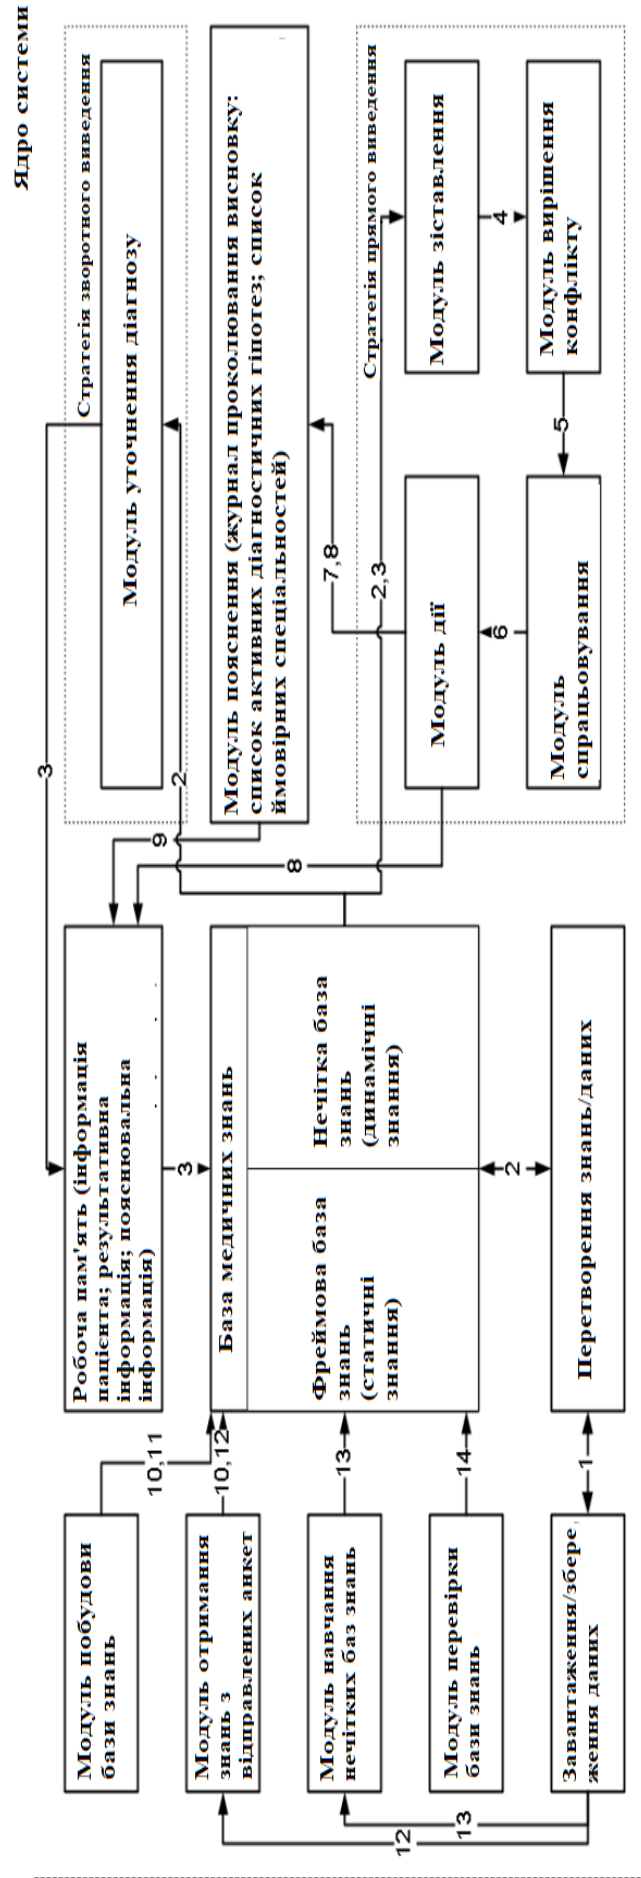 Ядро системи
Стратегія зворотного виведення
Модуль уточнення діагнозу
Модуль пояснення (журнал проколювання висновку:
список активних діагностичних гіпотез; список
ймовірних спеціальностей)
Стратегія прямого виведення
Модуль зіставлення
4
Модуль вирішення
конфлікту
5
Модуль дії
6
Модуль
спрацьовування
7,8
2,3
3
2
9
8
Робоча пам'ять (інформація
пацієнта; результативна
інформація; пояснювальна
інформація)
3
База медичних знань
Фреймова база
знань
(статичні
знання)
Нечітка база
знань
(динамічні
знання)
2
Перетворення знань/даних
10,11
10,12
13
14
1
Модуль побудови
бази знань
Модуль отримання
знань з
відправлених анкет
Модуль навчання
нечітких баз знань
Модуль перевірки
бази знань
Завантаження/збере
ження даних
12
13